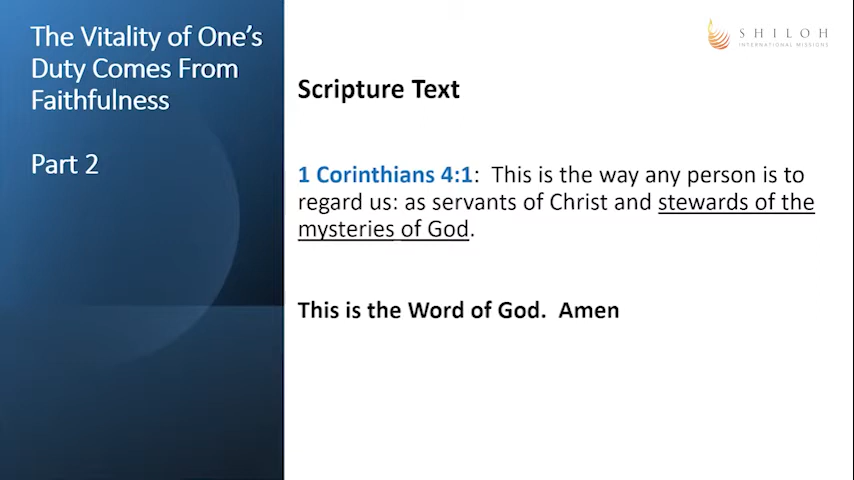 The Vitality of One's
Duty Comes From
Faithfulness
Part 2
SHILOH
INTERNATIONAL MISSIONS
Scripture Text
1 Corinthians 4:1:  This is the way any person is to
regard us: as servants of Christ and stewards of the
mysteries of God.
This is the Word of God.  Amen